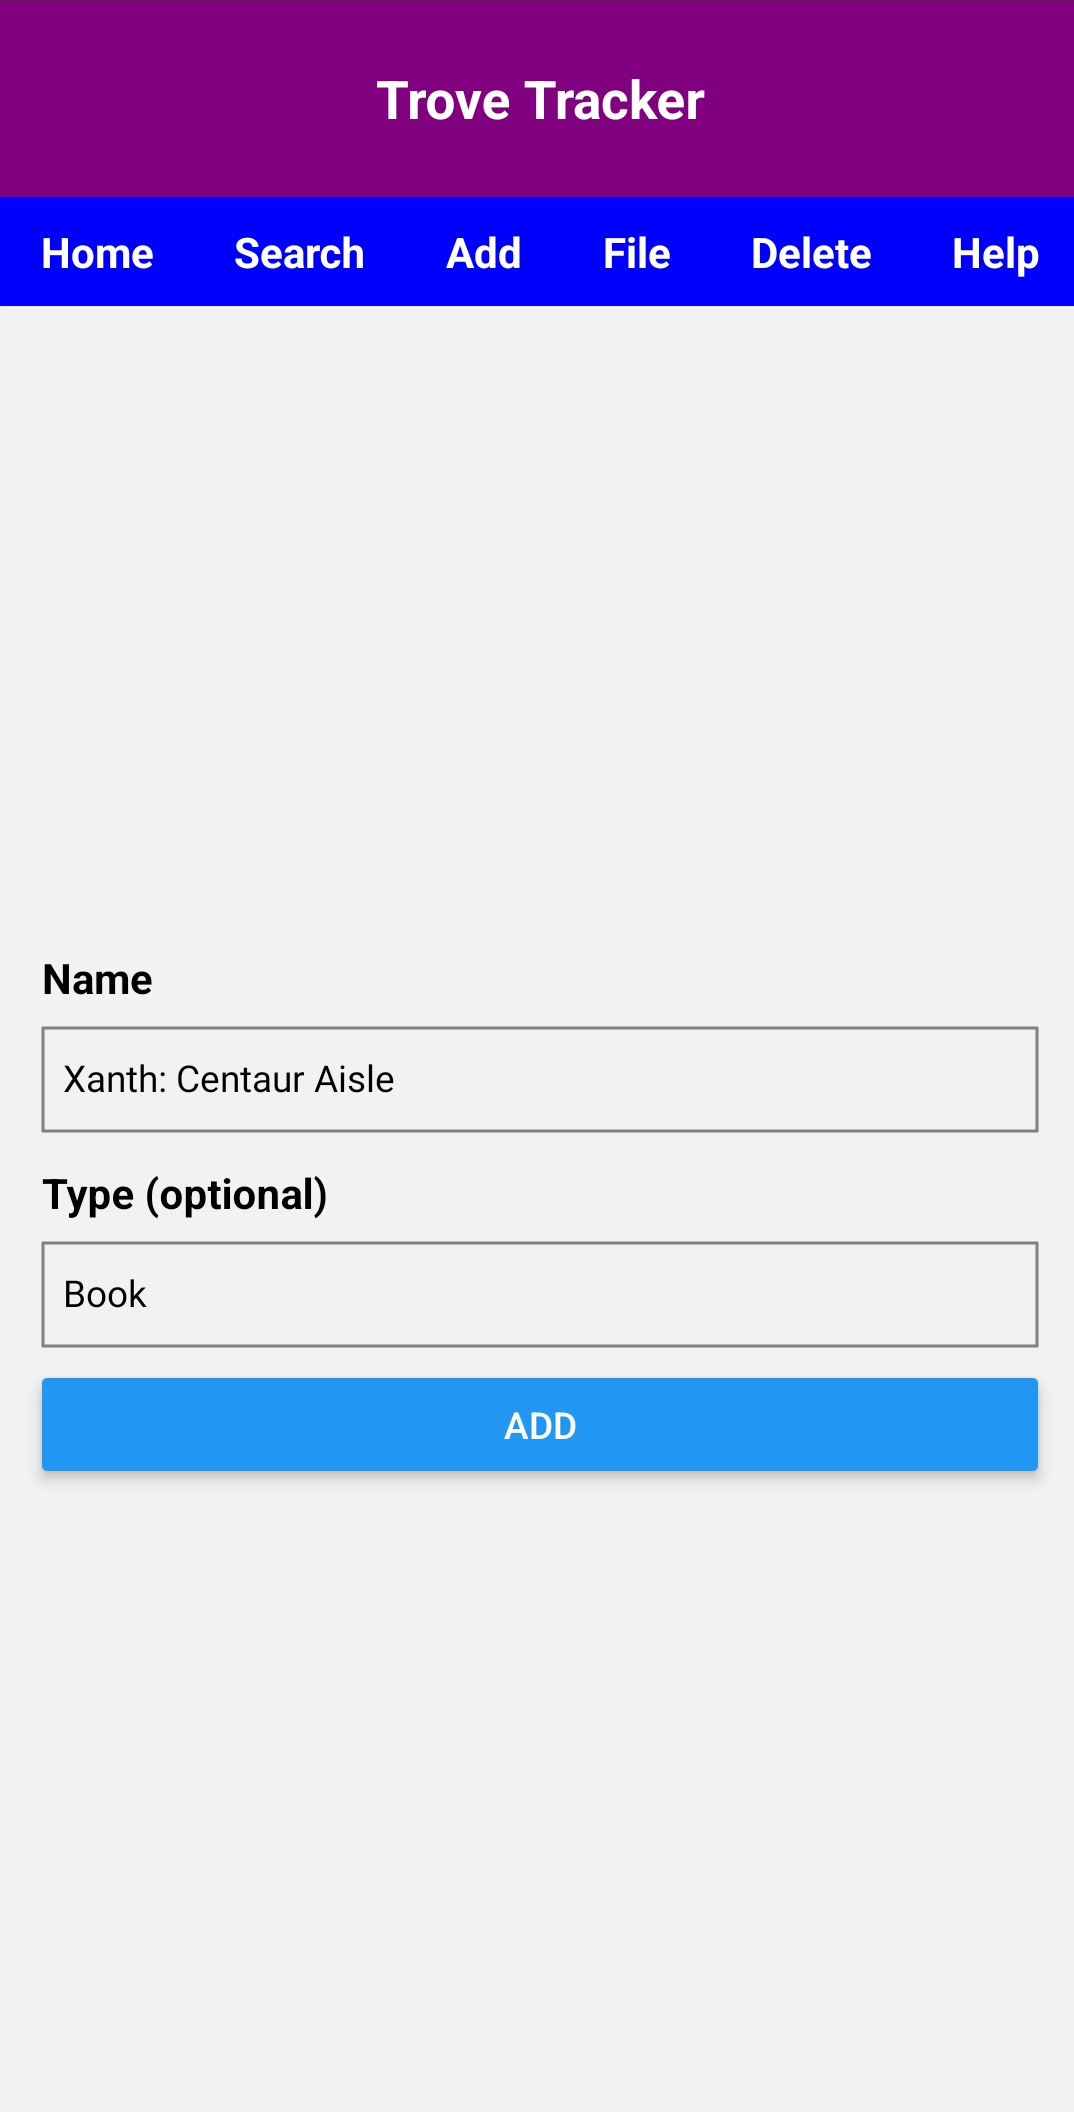 Trove Tracker
Home Search Add File Delete Help
Name
Xanth: Centaur Aisle
Type (optional)
Book
ADD